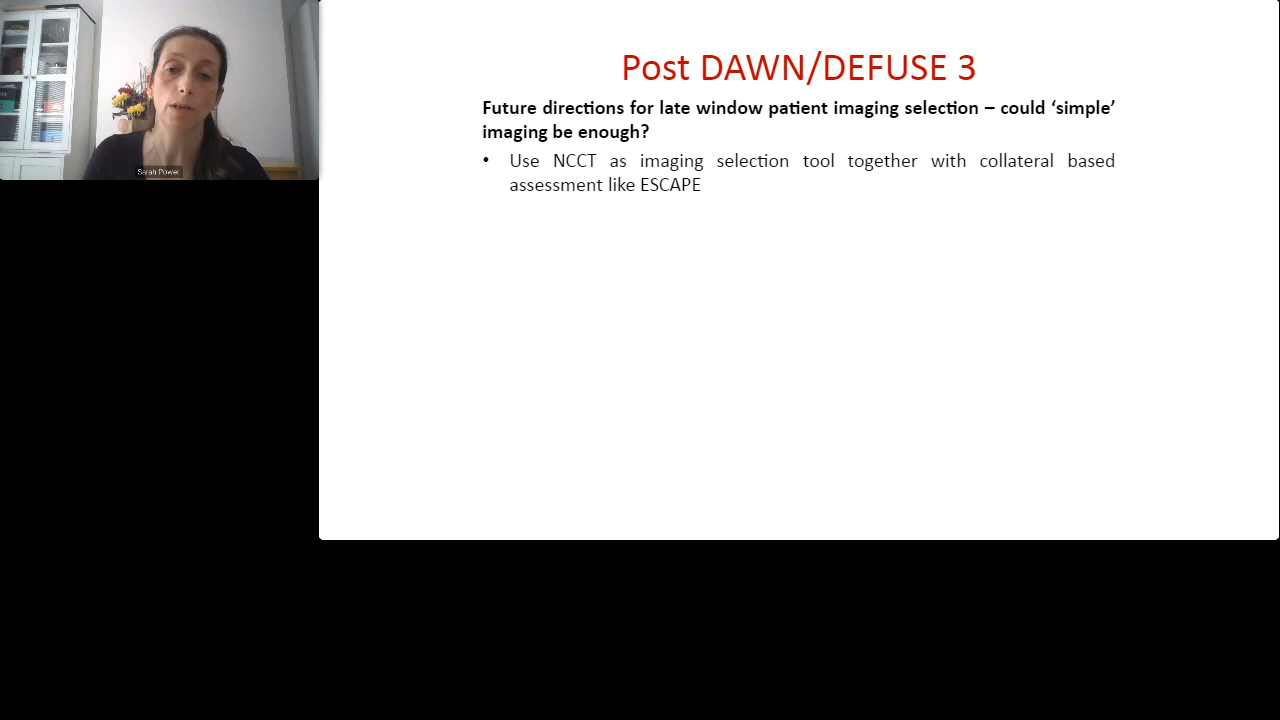 Sarah Power
Post DAWN/DEFUSE 3
Future directions for late window patient imaging selection – could ‘simple’
imaging be enough?
• Use NCCT as imaging selection tool together with collateral based
assessment like ESCAPE